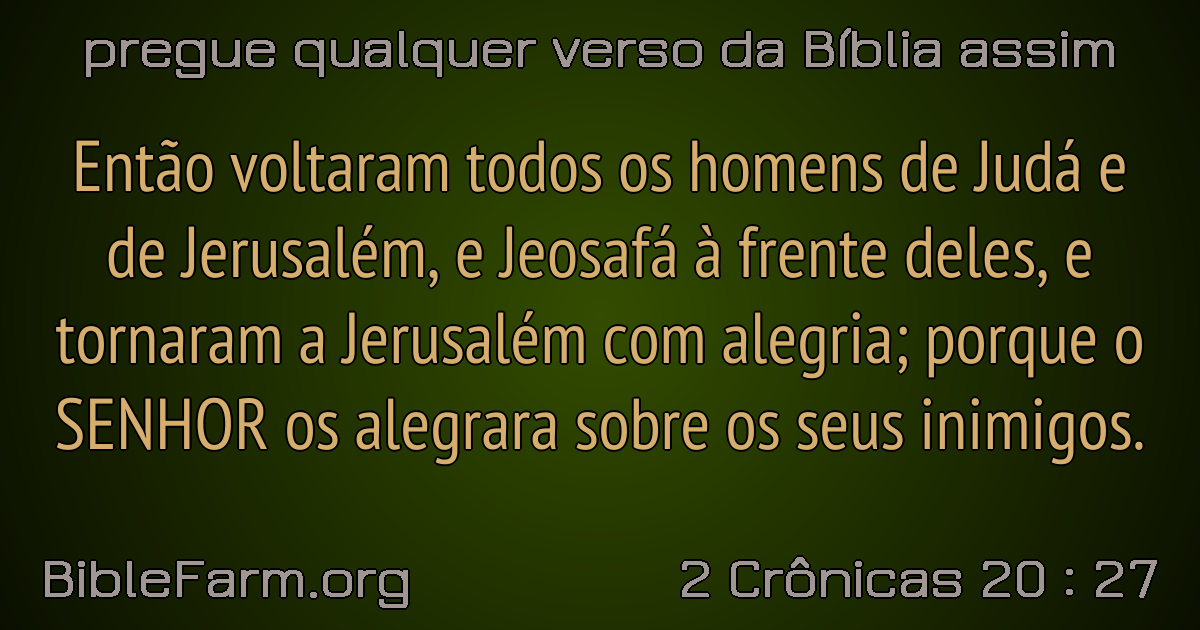 pregue qualquer verso da Bíblia assim
Então voltaram todos os homens de Judá e
de Jerusalém, e Jeosafá à frente deles, e
tornaram a Jerusalém com alegria; porque o
SENHOR os alegrara sobre os seus inimigos.
BibleFarm.org
2 Crônicas 20 : 27